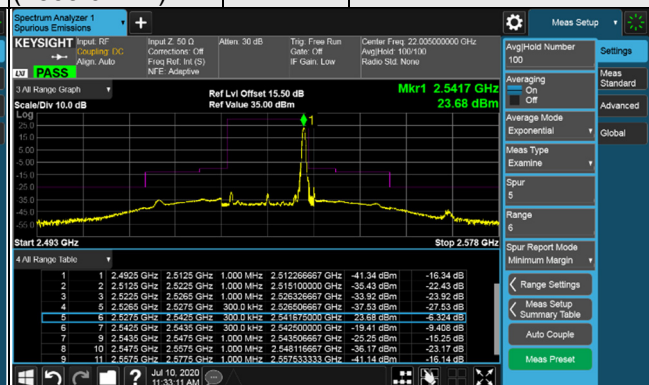 Spectrum Analyzer 1
Spurious Emissions
Meas Setup
KEYSIGHT
Input: RF
Coupling: DC
Align: Auto
Input Z: 50 Ω
Corrections: Off
Freq Ref: Int (S)
NFE: Adaptive
Atten: 30 dB
Trig: Free Run
Gate: Off
IF Gain: Low
Center Freq: 22.005000000 GHz
Avg|Hold: 100/100
Radio Std: None
LXI PASS
3 All Range Graph
Scale/Div 10.0 dB
Ref Lvl Offset 15.50 dB
Ref Value 35.00 dBm
Mkr1 2.5417 GHz
23.68 dBm
Log
25.0
15.0
5.00
-5.00
-15.0
-25.0
-35.0
-45.0
-55.0
1
Start 2.493 GHz
Stop 2.578 GHz
4 All Range Table
1 1 2.4925 GHz 2.5125 GHz 1.000 MHz 2.512266667 GHz -41.34 dBm -16.34 dB
2 2 2.5125 GHz 2.5225 GHz 1.000 MHz 2.515100000 GHz -35.43 dBm -22.43 dB
3 3 2.5225 GHz 2.5265 GHz 1.000 MHz 2.526326667 GHz -33.92 dBm -23.92 dB
4 5 2.5265 GHz 2.5275 GHz 300.0 kHz 2.526506667 GHz -37.53 dBm -27.53 dB
5 6 2.5275 GHz 2.5425 GHz 300.0 kHz 2.541675000 GHz 23.68 dBm -6.324 dB
6 7 2.5425 GHz 2.5435 GHz 300.0 kHz 2.542500000 GHz -19.41 dBm -9.408 dB
7 9 2.5435 GHz 2.5475 GHz 1.000 MHz 2.543506667 GHz -25.25 dBm -15.25 dB
8 10 2.5475 GHz 2.5575 GHz 1.000 MHz 2.548116667 GHz -36.17 dBm -23.17 dB
9 11 2.5575 GHz 2.5775 GHz 1.000 MHz 2.557533333 GHz -41.14 dBm -16.14 dB
Jul 10, 2020
11:33:11 AM
Avg|Hold Number
100
Averaging
On
Off
Average Mode
Exponential
Meas Type
Examine
Spur
5
Range
6
Spur Report Mode
Minimum Margin
Range Settings
Meas Setup
Summary Table
Auto Couple
Meas Preset
Settings
Meas
Standard
Advanced
Global